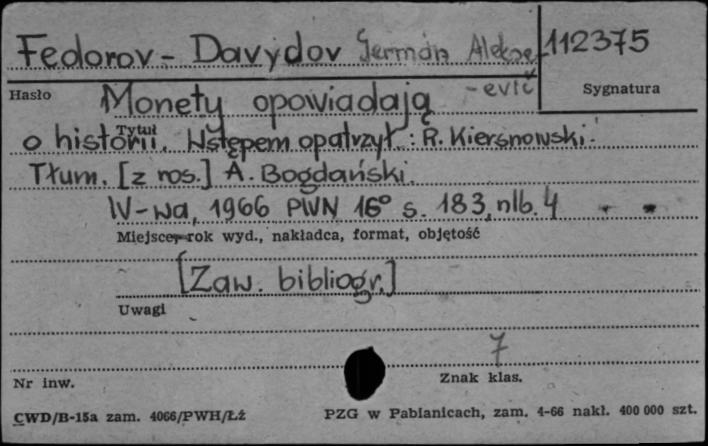 Fedorov - Davydov German Alekse 112375
Hasło -evič Sygnatura
Monety opowiadają
Tytuł
o historii. Wstępem opatrzył: R. Kiersnowski.
Tłum. [z ros.] A. Bogdański.
W-wa, 1966 PWN 16° s. 183, nlb. 4
Miejsce, rok wyd., nakładca, format, objętość
[Zaw. bibliogr.]
Uwagi
7
Nr inw. Znak klas.
CWD/B-15a zam. 4066/PWH/Łż PZG w Pabianicach, zam. 4-66 nakł. 400 000 szt.